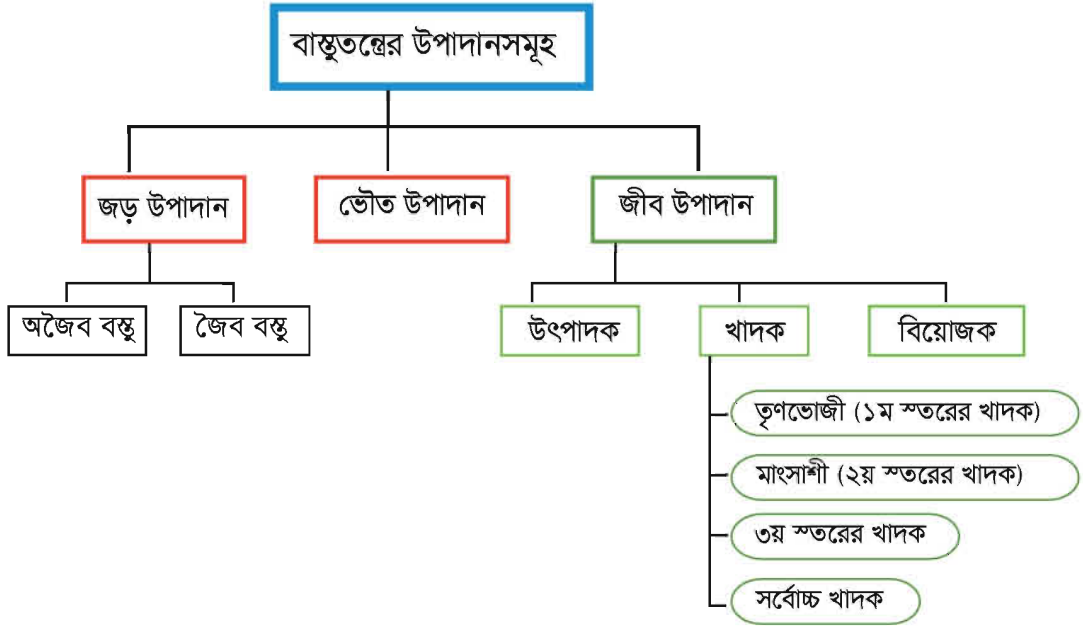 বাস্তুতন্ত্রের উপাদানসমূহ
জড় উপাদান
ভৌত উপাদান
জীব উপাদান
অজৈব বস্তু
জৈব বস্তু
উৎপাদক
খাদক
বিয়োজক
তৃণভোজী (১ম স্তরের খাদক)
মাংসাশী (২য় স্তরের খাদক)
৩য় স্তরের খাদক
সর্বোচ্চ খাদক